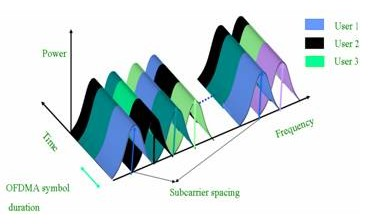 User 1
User 2
User 3
Power
Time
Frequency
OFDMA symbol
duration
Subcarrier spacing